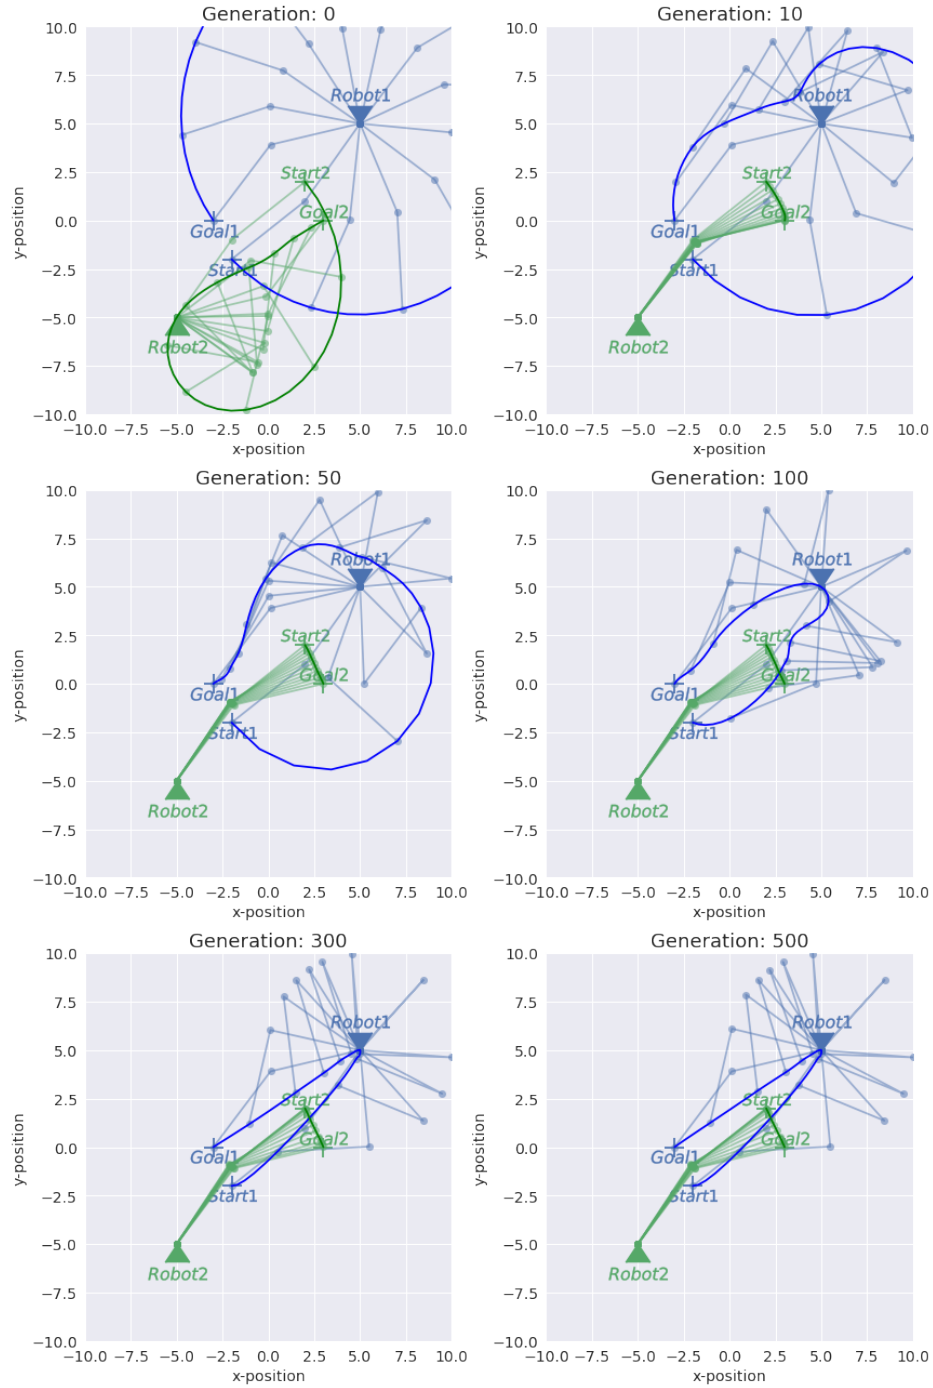 Generation: 0
10.0
7.5
5.0
2.5
0.0
−2.5
−5.0
−7.5
−10.0
y-position
Robot1
Start2
Goal2
Goal1
Start1
Robot2
−10.0 −7.5 −5.0 −2.5 0.0 2.5 5.0 7.5 10.0
x-position
Generation: 10
10.0
7.5
5.0
2.5
0.0
−2.5
−5.0
−7.5
−10.0
y-position
Robot1
Start2
Goal2
Goal1
Start1
Robot2
−10.0 −7.5 −5.0 −2.5 0.0 2.5 5.0 7.5 10.0
x-position
Generation: 50
10.0
7.5
5.0
2.5
0.0
−2.5
−5.0
−7.5
−10.0
y-position
Robot1
Start2
Goal2
Goal1
Start1
Robot2
−10.0 −7.5 −5.0 −2.5 0.0 2.5 5.0 7.5 10.0
x-position
Generation: 100
10.0
7.5
5.0
2.5
0.0
−2.5
−5.0
−7.5
−10.0
y-position
Robot1
Start2
Goal2
Goal1
Start1
Robot2
−10.0 −7.5 −5.0 −2.5 0.0 2.5 5.0 7.5 10.0
x-position
Generation: 300
10.0
7.5
5.0
2.5
0.0
−2.5
−5.0
−7.5
−10.0
y-position
Robot1
Start2
Goal2
Goal1
Start1
Robot2
−10.0 −7.5 −5.0 −2.5 0.0 2.5 5.0 7.5 10.0
x-position
Generation: 500
10.0
7.5
5.0
2.5
0.0
−2.5
−5.0
−7.5
−10.0
y-position
Robot1
Start2
Goal2
Goal1
Start1
Robot2
−10.0 −7.5 −5.0 −2.5 0.0 2.5 5.0 7.5 10.0
x-position